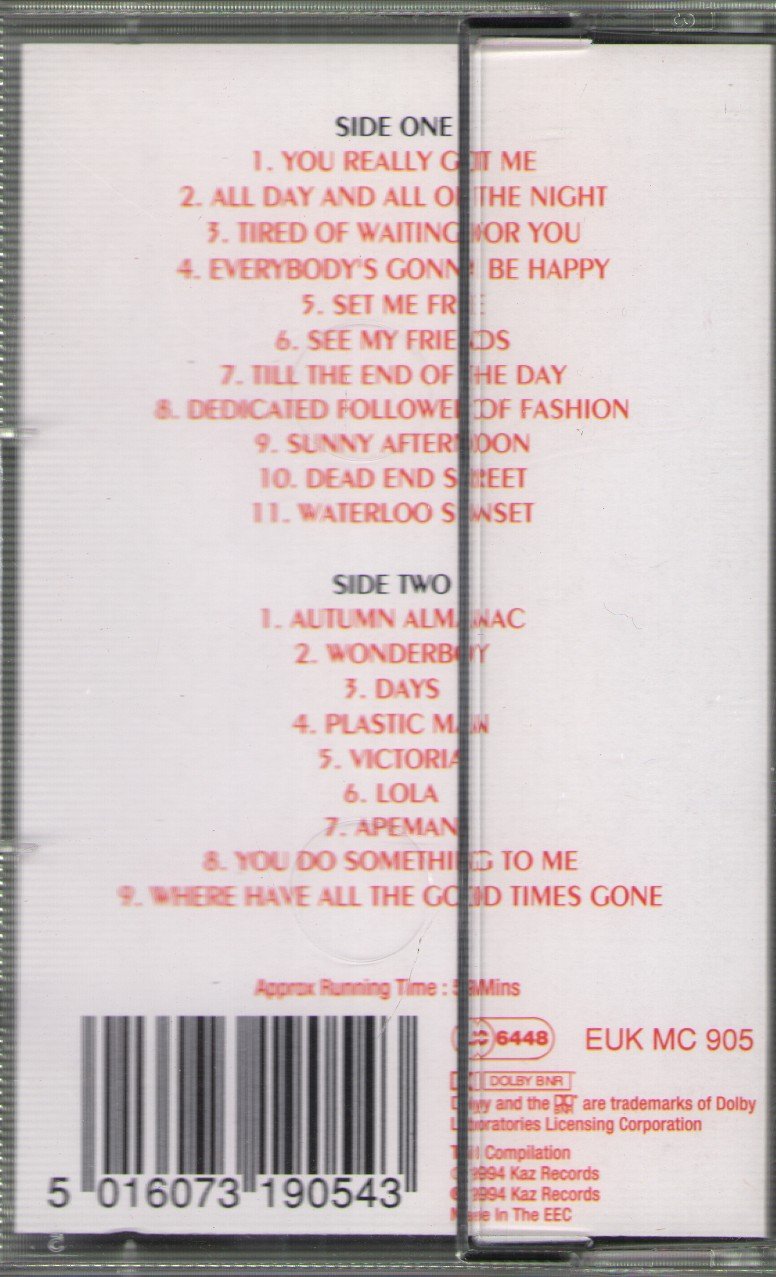 SIDE ONE
1. YOU REALLY GOT ME
2. ALL DAY AND ALL OF THE NIGHT
3. TIRED OF WAITING FOR YOU
4. EVERYBODY'S GONNA BE HAPPY
5. SET ME FREE
6. SEE MY FRIENDS
7. TILL THE END OF THE DAY
8. DEDICATED FOLLOWER OF FASHION
9. SUNNY AFTERNOON
10. DEAD END STREET
11. WATERLOO SUNSET
SIDE TWO
1. AUTUMN ALMANAC
2. WONDERBOY
3. DAYS
4. PLASTIC MAN
5. VICTORIA
6. LOLA
7. APEMAN
8. YOU DO SOMETHING TO ME
9. WHERE HAVE ALL THE GOOD TIMES GONE
Approx Running Time : Mins
LC 6448 EUK MC 905
DOLBY B NR
Dolby and the are trademarks of Dolby
Laboratories Licensing Corporation
This Compilation
℗ 1994 Kaz Records
© 1994 Kaz Records
Made In The EEC
5 016073 190543